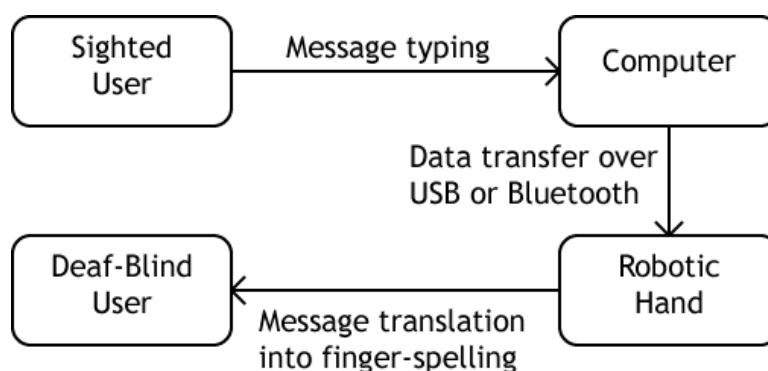 Sighted
User
Message typing
Computer
Data transfer over
USB or Bluetooth
Robotic
Hand
Message translation
into finger-spelling
Deaf-Blind
User